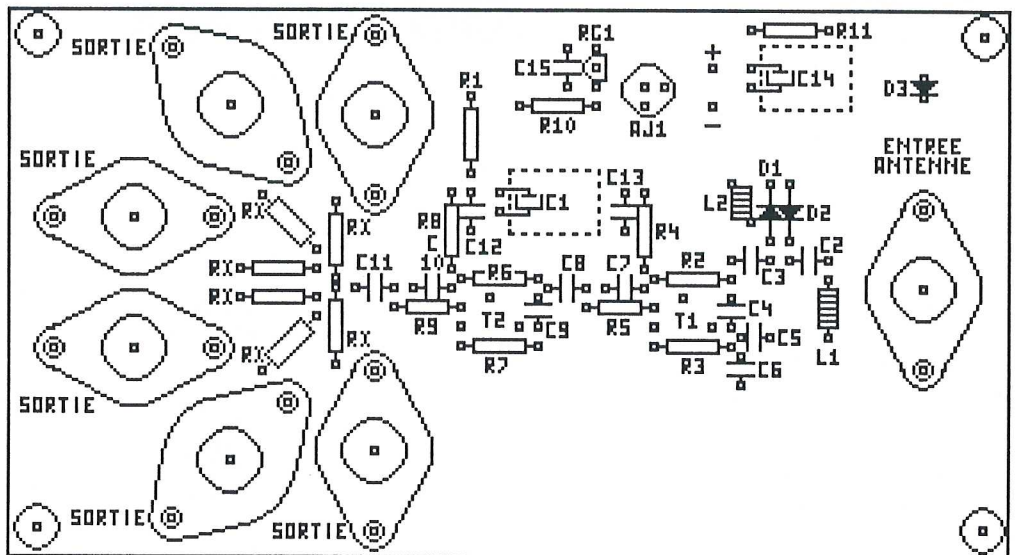 SORTIE
SORTIE
RG1
R11
C15
+
R1
C14
D3
R10
AJ1
−
ENTREE
ANTENNE
SORTIE
D1
C13
L2
IC1
D2
RX
RX
R8
R4
C
C12
C2
RX
C11
10
R6
C8
C7
R2
C3
RX
R9
T2
C9
R5
T1
C4
RX
RX
R7
R3
C5
L1
C6
SORTIE
SORTIE
SORTIE